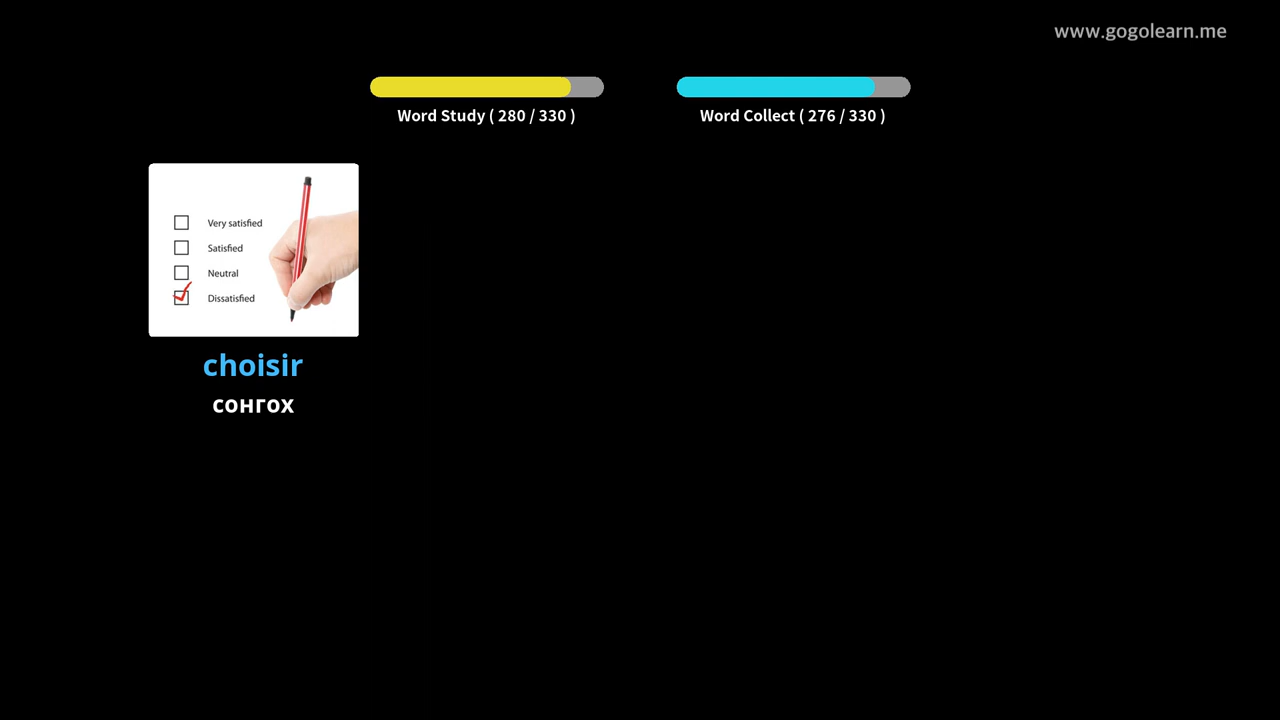 www.gogolearn.me
Word Study ( 280 / 330 )
Word Collect ( 276 / 330 )
Very satisfied
Satisfied
Neutral
Dissatisfied
choisir
сонгох